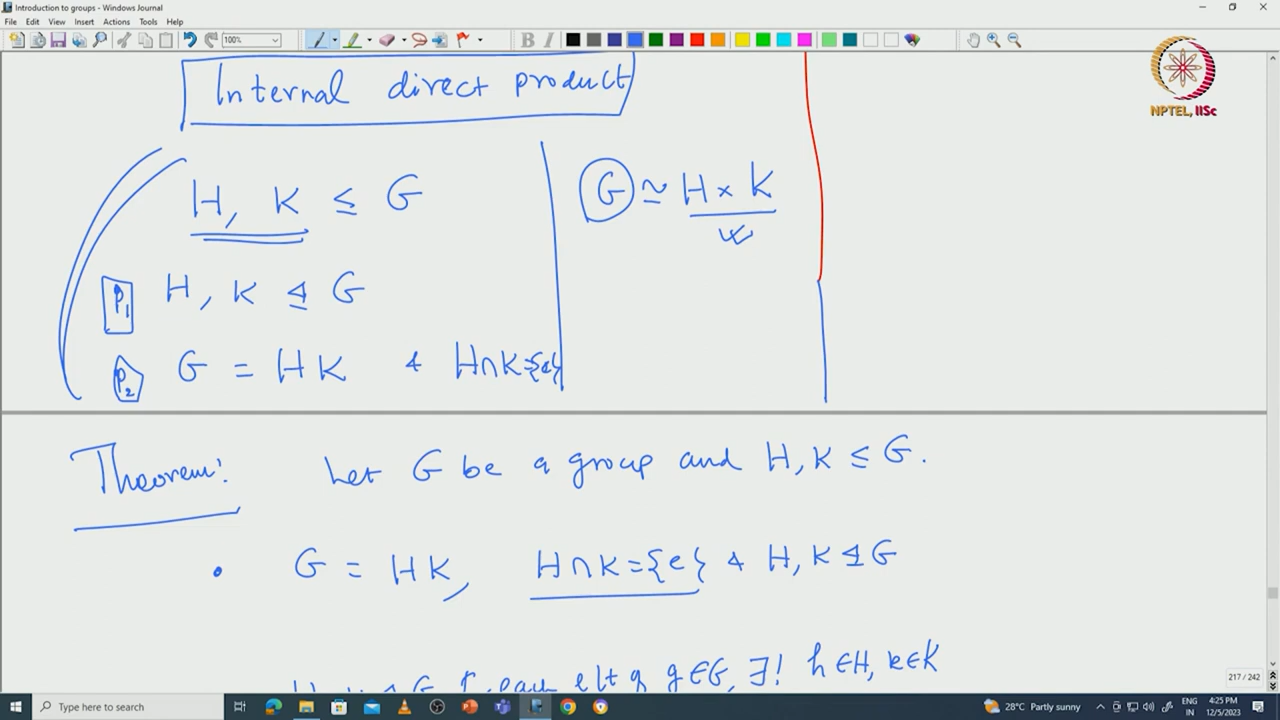 Introduction to groups - Windows Journal
File Edit View Insert Actions Tools Help
100%
B I
NPTEL, IISc
Internal direct product
H, K ≤ G
G ≃ H × K
P1 H, K ⊴ G
P2 G = HK & H∩K={e}
Theorem: Let G be a group and H, K ≤ G.
• G = HK, H∩K={e} & H, K ⊴ G
elt g g∈G, ∃! h∈H, k∈K
217 / 242
Type here to search
28°C Partly sunny
ENG
IN
4:25 PM
12/5/2023